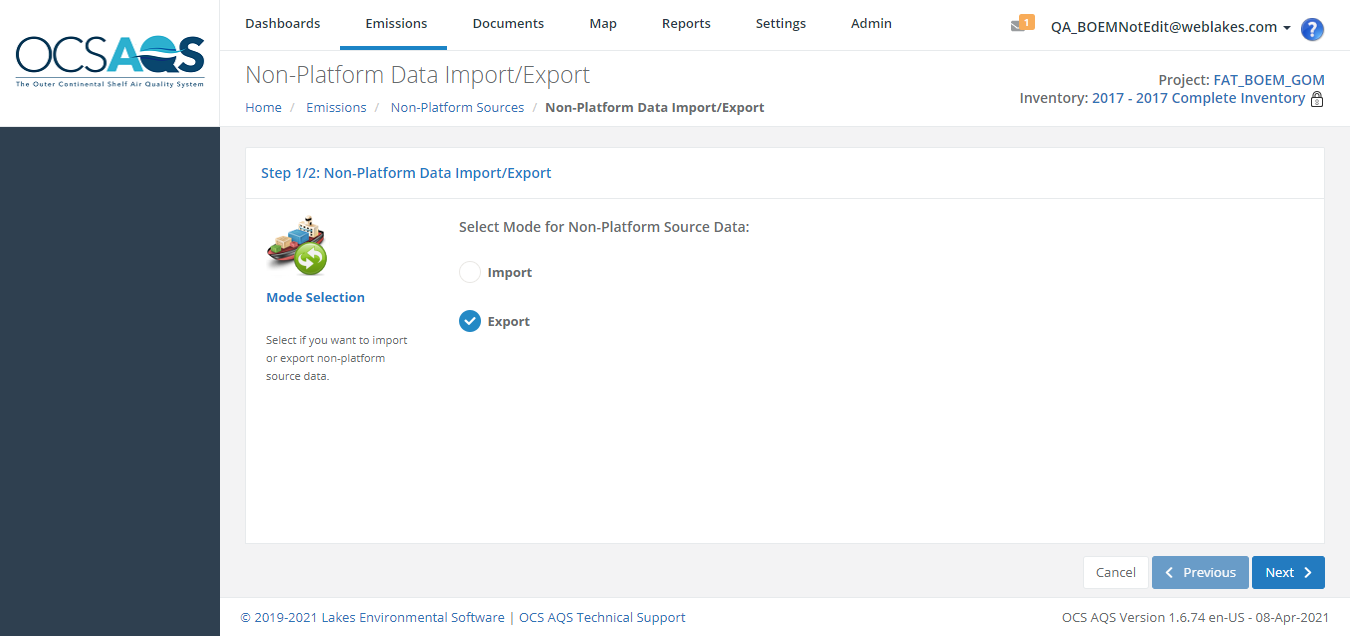 OCSAQS
The Outer Continental Shelf Air Quality System
Dashboards
Emissions
Documents
Map
Reports
Settings
Admin
1
QA_BOEMNotEdit@weblakes.com
?
Non-Platform Data Import/Export
Home / Emissions / Non-Platform Sources / Non-Platform Data Import/Export
Project: FAT_BOEM_GOM
Inventory: 2017 - 2017 Complete Inventory
Step 1/2: Non-Platform Data Import/Export
Mode Selection
Select if you want to import
or export non-platform
source data.
Select Mode for Non-Platform Source Data:
Import
Export
Cancel
Previous
Next
© 2019-2021 Lakes Environmental Software | OCS AQS Technical Support
OCS AQS Version 1.6.74 en-US - 08-Apr-2021